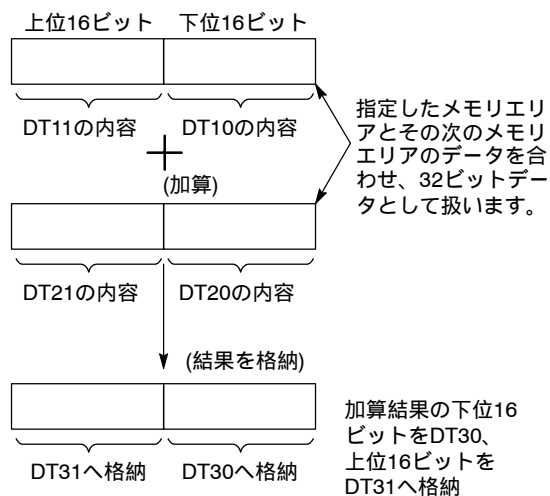 上位16ビット 下位16ビット
DT11の内容 DT10の内容
指定したメモリエリ
アとその次のメモリ
エリアのデータを合
わせ、32ビットデー
タとして扱います。
(加算)
DT21の内容 DT20の内容
(結果を格納)
DT31へ格納 DT30へ格納
加算結果の下位16
ビットをDT30、
上位16ビットを
DT31へ格納